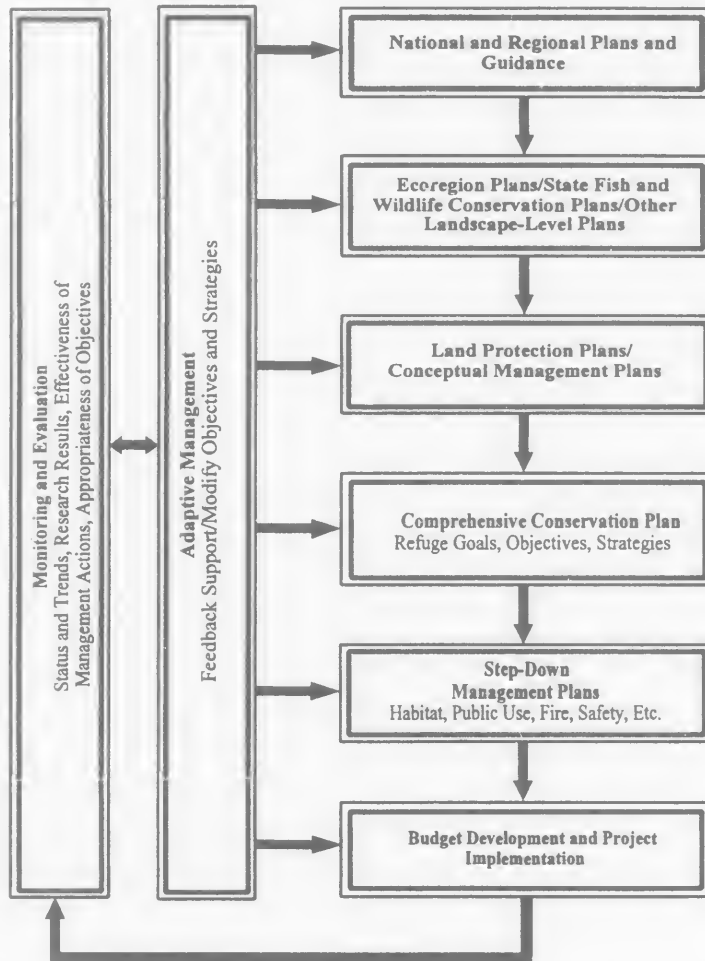 Monitoring and Evaluation
Status and Trends, Research Results, Effectiveness of
Management Actions, Appropriateness of Objectives
Adaptive Management
Feedback Support/Modify Objectives and Strategies
National and Regional Plans and
Guidance
Ecoregion Plans/State Fish and
Wildlife Conservation Plans/Other
Landscape-Level Plans
Land Protection Plans/
Conceptual Management Plans
Comprehensive Conservation Plan
Refuge Goals, Objectives, Strategies
Step-Down
Management Plans
Habitat, Public Use, Fire, Safety, Etc.
Budget Development and Project
Implementation